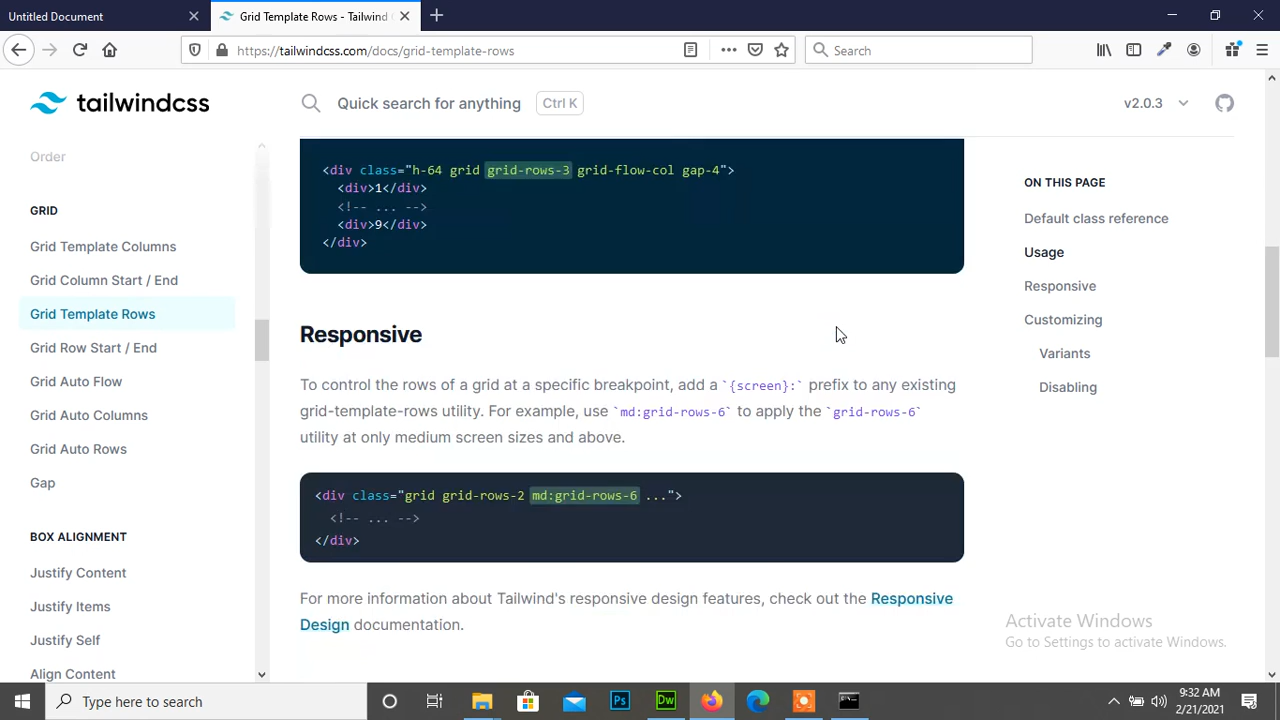 Untitled Document
Grid Template Rows - Tailwind
https://tailwindcss.com/docs/grid-template-rows
Search
tailwindcss
Quick search for anything
Ctrl K
v2.0.3
Order
GRID
Grid Template Columns
Grid Column Start / End
Grid Template Rows
Grid Row Start / End
Grid Auto Flow
Grid Auto Columns
Grid Auto Rows
Gap
BOX ALIGNMENT
Justify Content
Justify Items
Justify Self
Align Content
<div class="h-64 grid grid-rows-3 grid-flow-col gap-4">
<div>1</div>
<!-- ... -->
<div>9</div>
</div>
Responsive
To control the rows of a grid at a specific breakpoint, add a `{screen}:` prefix to any existing
grid-template-rows utility. For example, use `md:grid-rows-6` to apply the `grid-rows-6`
utility at only medium screen sizes and above.
<div class="grid grid-rows-2 md:grid-rows-6 ...">
<!-- ... -->
</div>
For more information about Tailwind's responsive design features, check out the Responsive
Design documentation.
ON THIS PAGE
Default class reference
Usage
Responsive
Customizing
Variants
Disabling
Activate Windows
Go to Settings to activate Windows.
Type here to search
Ps
Dw
9:32 AM
2/21/2021